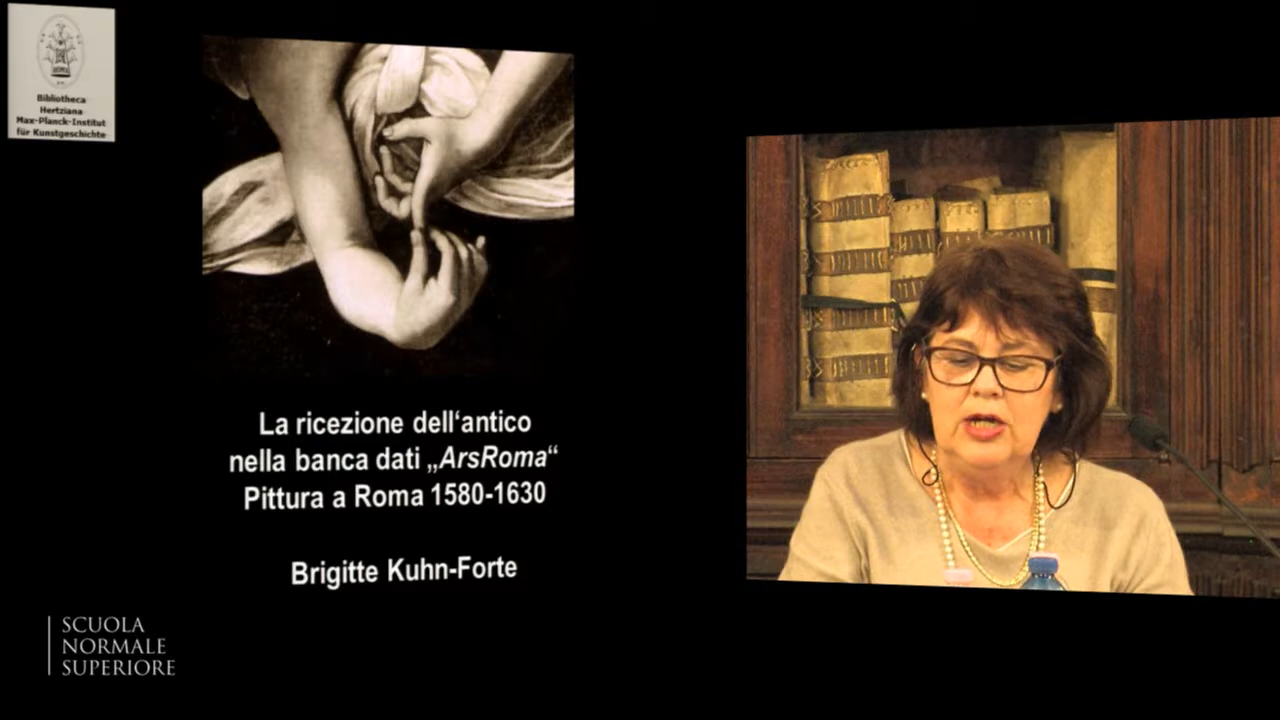 Bibliotheca
Hertziana
Max-Planck-Institut
für Kunstgeschichte
La ricezione dell‘antico
nella banca dati „ArsRoma“
Pittura a Roma 1580-1630
Brigitte Kuhn-Forte
SCUOLA
NORMALE
SUPERIORE